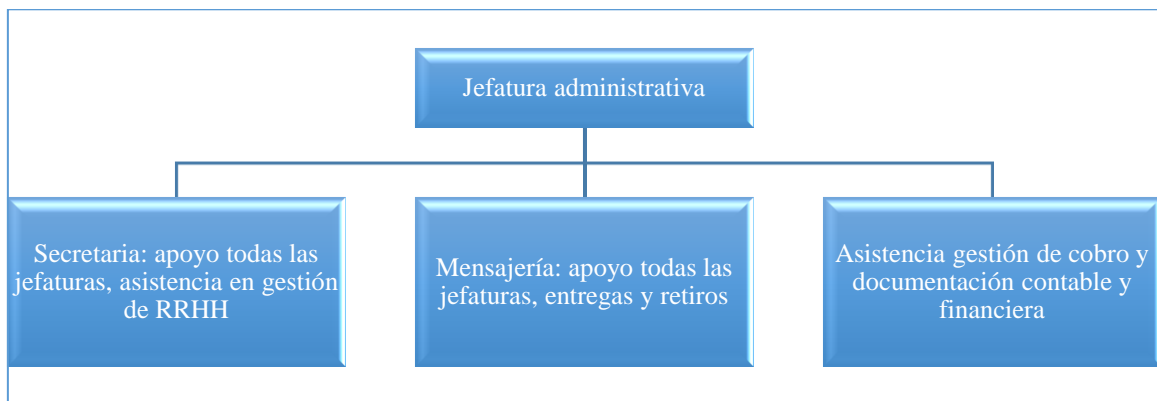 Jefatura administrativa
Secretaria: apoyo todas las
jefaturas, asistencia en gestión
de RRHH
Mensajería: apoyo todas las
jefaturas, entregas y retiros
Asistencia gestión de cobro y
documentación contable y
financiera